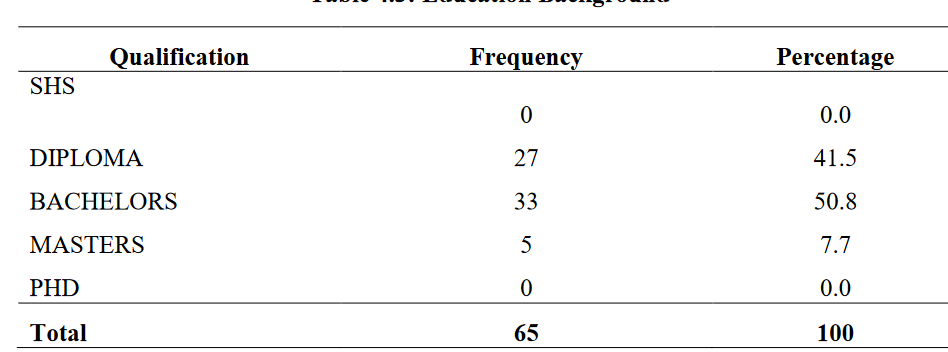 Qualification Frequency Percentage
SHS
0 0.0
DIPLOMA 27 41.5
BACHELORS 33 50.8
MASTERS 5 7.7
PHD 0 0.0
Total 65 100